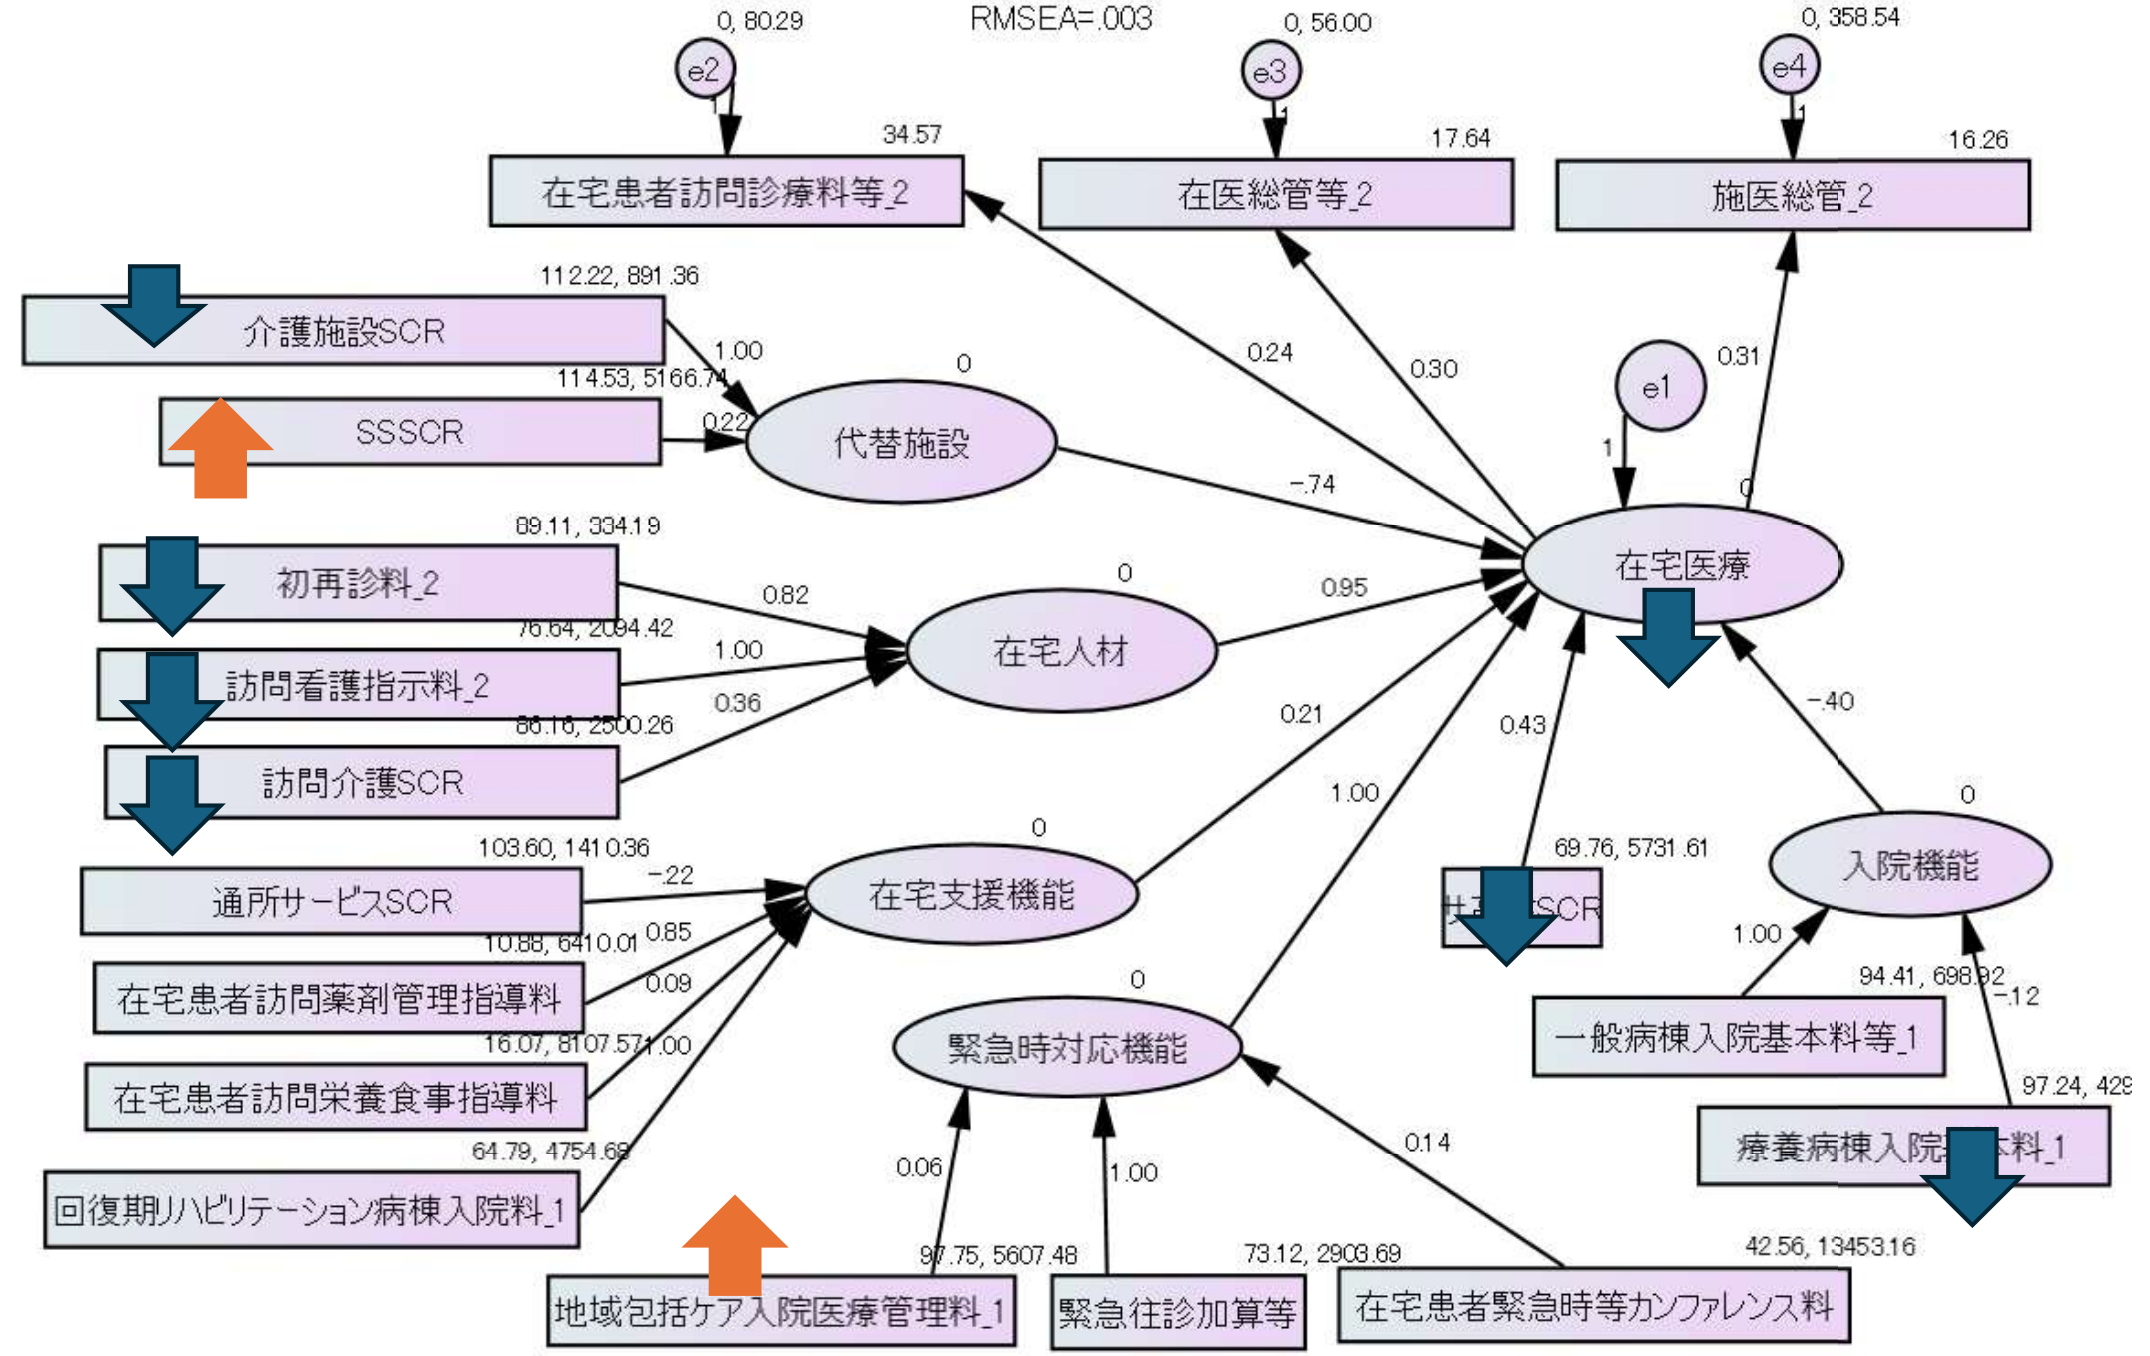 0, 80.29
RMSEA=.003
0, 56.00
0, 358.54
e2
e3
e4
1
1
1
34.57
17.64
16.26
在宅患者訪問診療料等_2
在医総管等_2
施医総管_2
112.22, 891.36
介護施設SCR
1.00
0
0.24
0.30
0.31
e1
114.53, 5166.74
SSSCR
0.22
代替施設
1
-.74
0
89.11, 334.19
初再診料_2
0.82
0
0.95
在宅医療
76.64, 2094.42
訪問看護指示料_2
1.00
在宅人材
86.16, 2500.26
0.36
訪問介護SCR
0.21
0.43
-.40
1.00
0
103.60, 1410.36
0
69.76, 5731.61
通所サービスSCR
-.22
在宅支援機能
SCR
入院機能
10.88, 6410.01
0.85
1.00
在宅患者訪問薬剤管理指導料
0.09
0
94.41, 698.92
-.12
16.07, 8107.57
1.00
緊急時対応機能
一般病棟入院基本料等_1
在宅患者訪問栄養食事指導料
97.24, 429
64.79, 4754.68
0.06
1.00
0.14
療養病棟入院 本料_1
回復期リハビリテーション病棟入院料_1
97.75, 5607.48
73.12, 2903.69
42.56, 13453.16
地域包括ケア入院医療管理料_1
緊急往診加算等
在宅患者緊急時等カンファレンス料